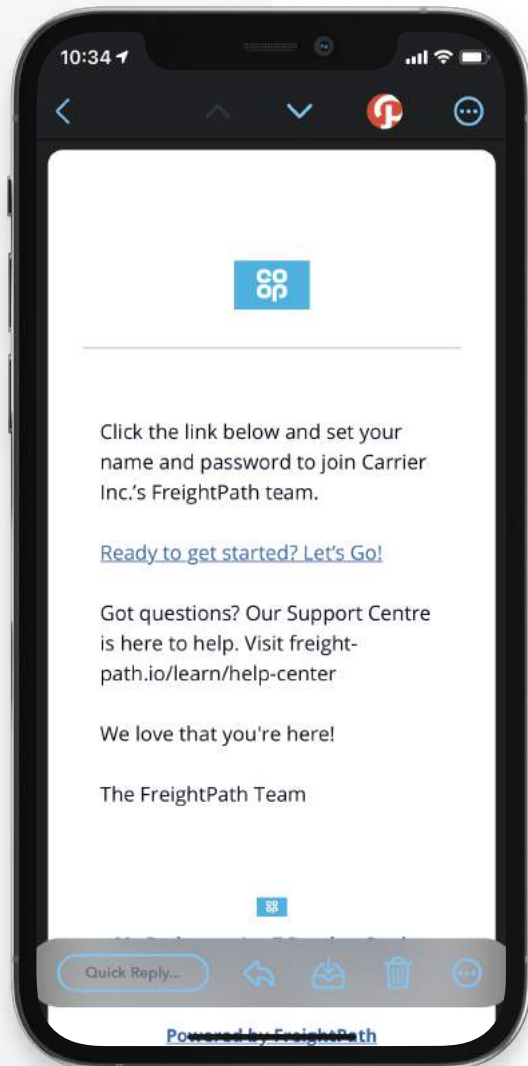 10:34
CO
OP
Click the link below and set your
name and password to join Carrier
Inc.’s FreightPath team.
Ready to get started? Let’s Go!
Got questions? Our Support Centre
is here to help. Visit freight-
path.io/learn/help-center
We love that you're here!
The FreightPath Team
CO
OP
Quick Reply...
Powered by FreightPath